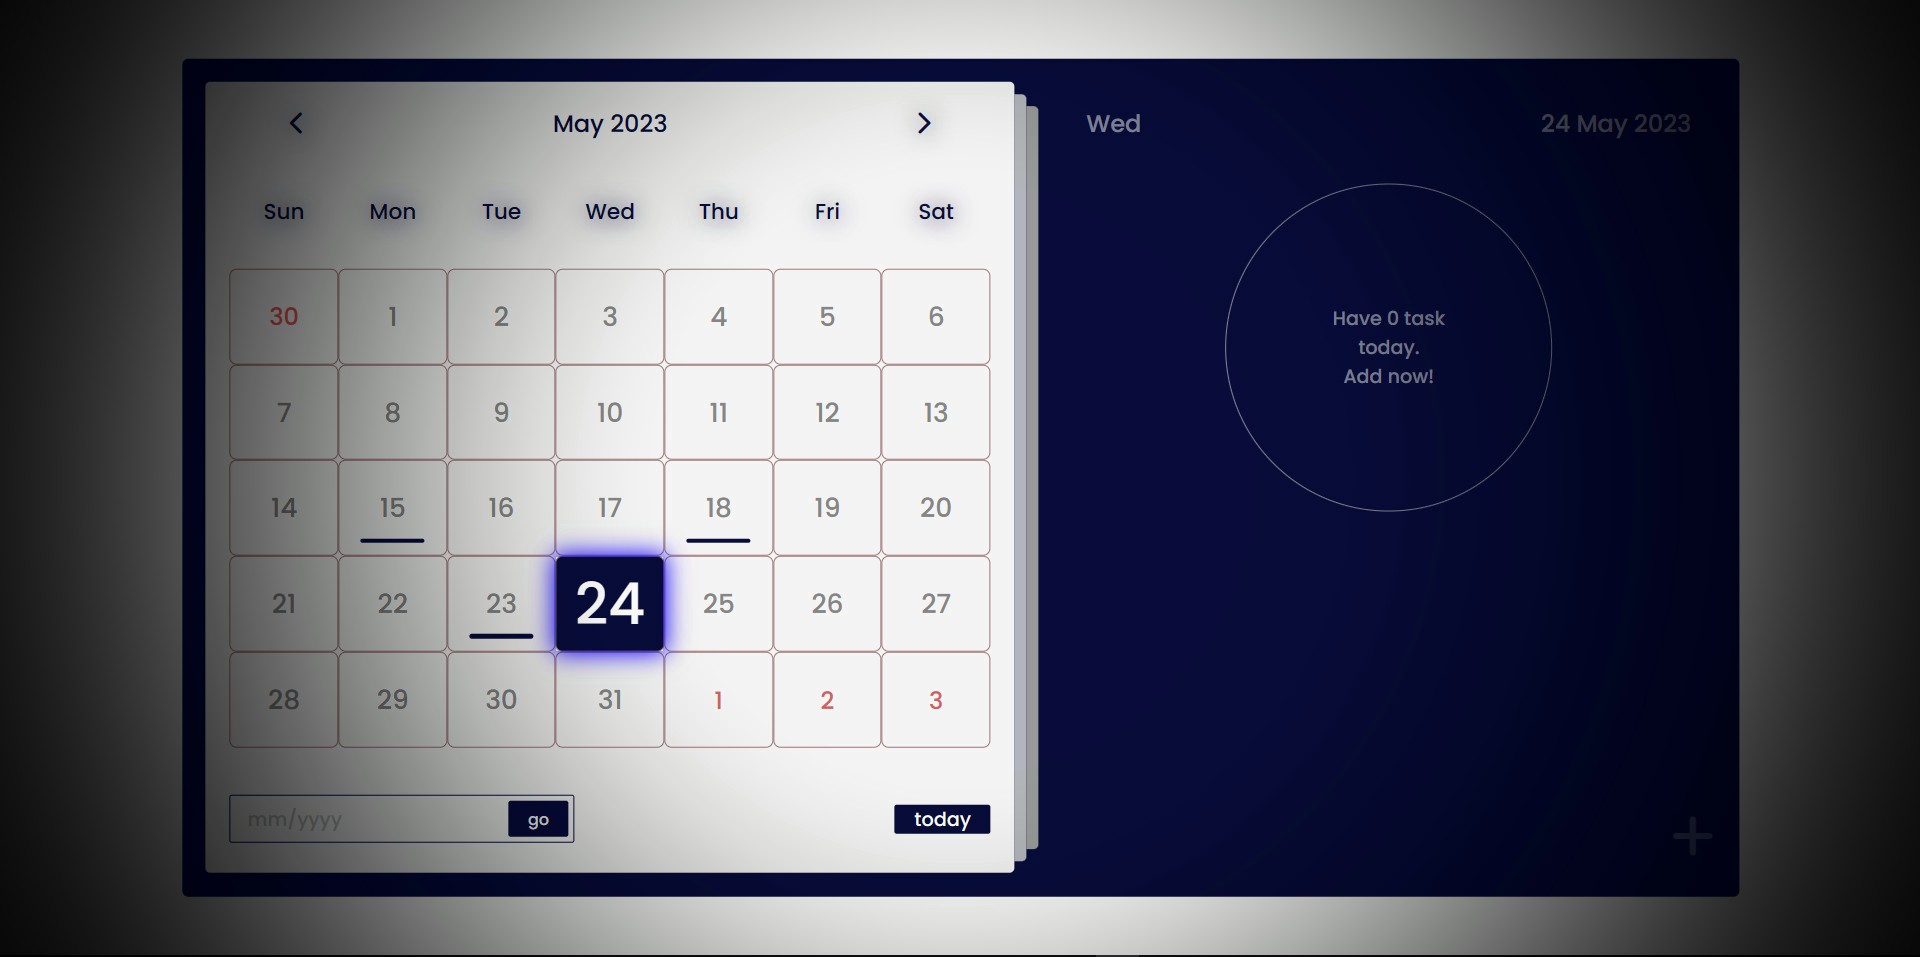 May 2023
Sun Mon Tue Wed Thu Fri Sat
30 1 2 3 4 5 6
7 8 9 10 11 12 13
14 15 16 17 18 19 20
21 22 23 24 25 26 27
28 29 30 31 1 2 3
mm/yyyy go today
Wed 24 May 2023
Have 0 task
today.
Add now!